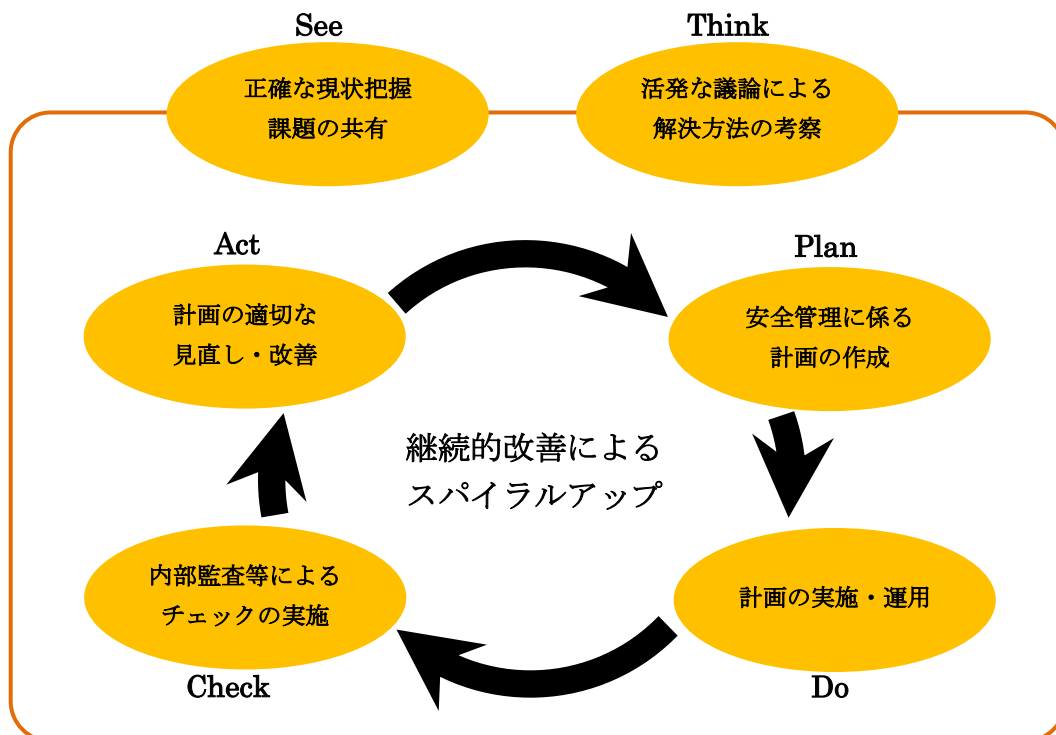 See
正確な現状把握
課題の共有
Think
活発な議論による
解決方法の考察
Act
計画の適切な
見直し・改善
Plan
安全管理に係る
計画の作成
継続的改善による
スパイラルアップ
内部監査等による
チェックの実施
Check
計画の実施・運用
Do